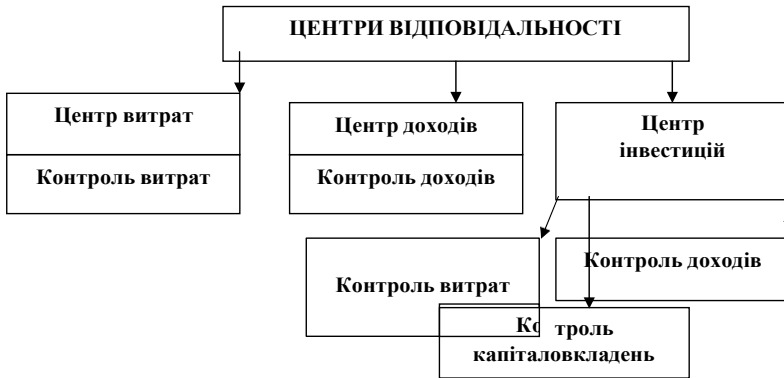 ЦЕНТРИ ВІДПОВІДАЛЬНОСТІ
Центр витрат
Контроль витрат
Центр доходів
Контроль доходів
Центр
інвестицій
Контроль витрат
Контроль доходів
Ко троль
капіталовкладень